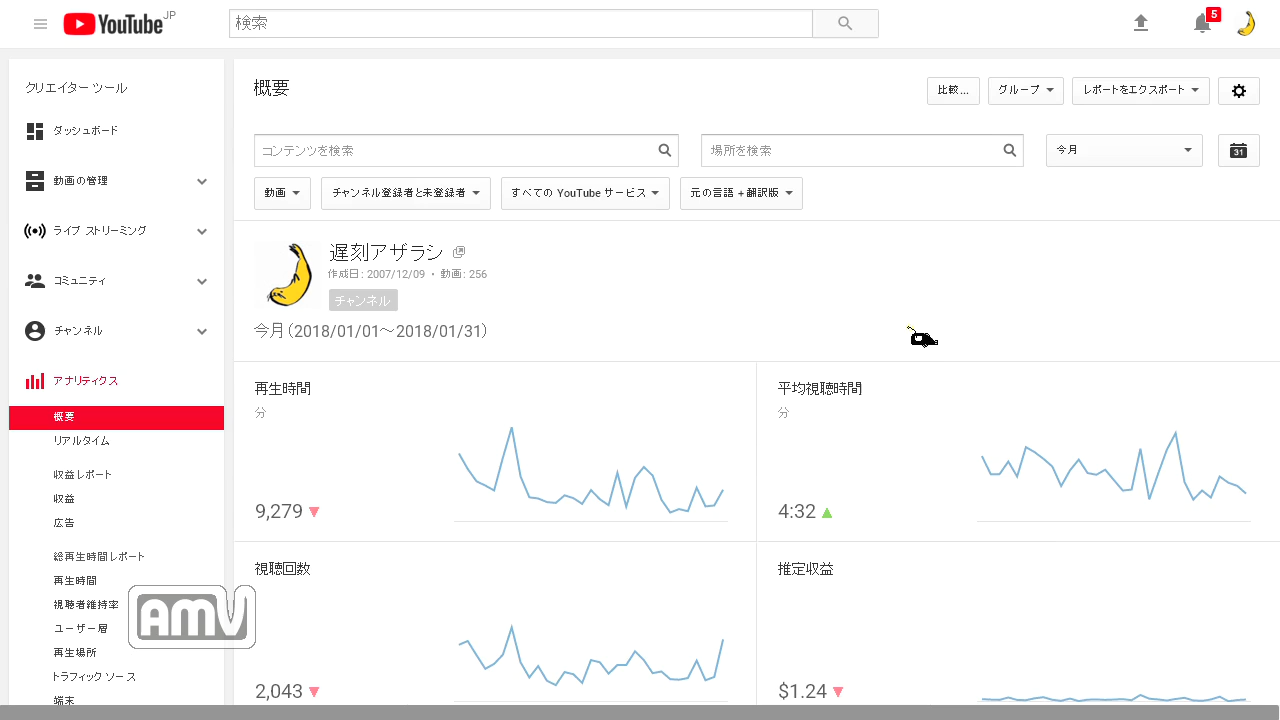 YouTube JP
検索
5
クリエイター ツール
ダッシュボード
動画の管理
ライブ ストリーミング
コミュニティ
チャンネル
アナリティクス
概要
リアルタイム
収益レポート
収益
広告
総再生時間レポート
再生時間
視聴者維持率
ユーザー層
再生場所
トラフィック ソース
端末
AMV
概要
比較...
グループ
レポートをエクスポート
コンテンツを検索
場所を検索
今月
31
動画
チャンネル登録者と未登録者
すべての YouTube サービス
元の言語 + 翻訳版
遅刻アザラシ
作成日: 2007/12/09 • 動画: 256
チャンネル
今月（2018/01/01～2018/01/31）
再生時間
分
9,279
平均視聴時間
分
4:32
視聴回数
2,043
推定収益
$1.24